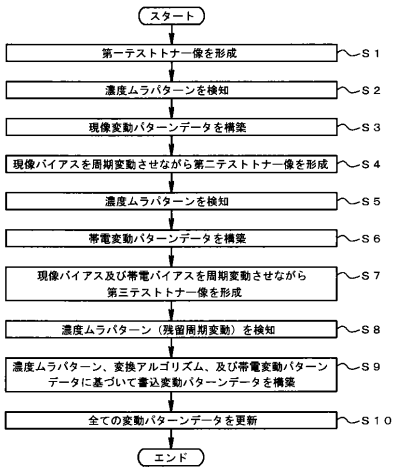 スタート
第一テストトナー像を形成
S1
濃度ムラパターンを検知
S2
現像変動パターンデータを構築
S3
現像バイアスを周期変動させながら第二テストトナー像を形成
S4
濃度ムラパターンを検知
S5
帯電変動パターンデータを構築
S6
現像バイアス及び帯電バイアスを周期変動させながら
第三テストトナー像を形成
S7
濃度ムラパターン（残留周期変動）を検知
S8
濃度ムラパターン、変換アルゴリズム、及び帯電変動パターン
データに基づいて書込変動パターンデータを構築
S9
全ての変動パターンデータを更新
S10
エンド